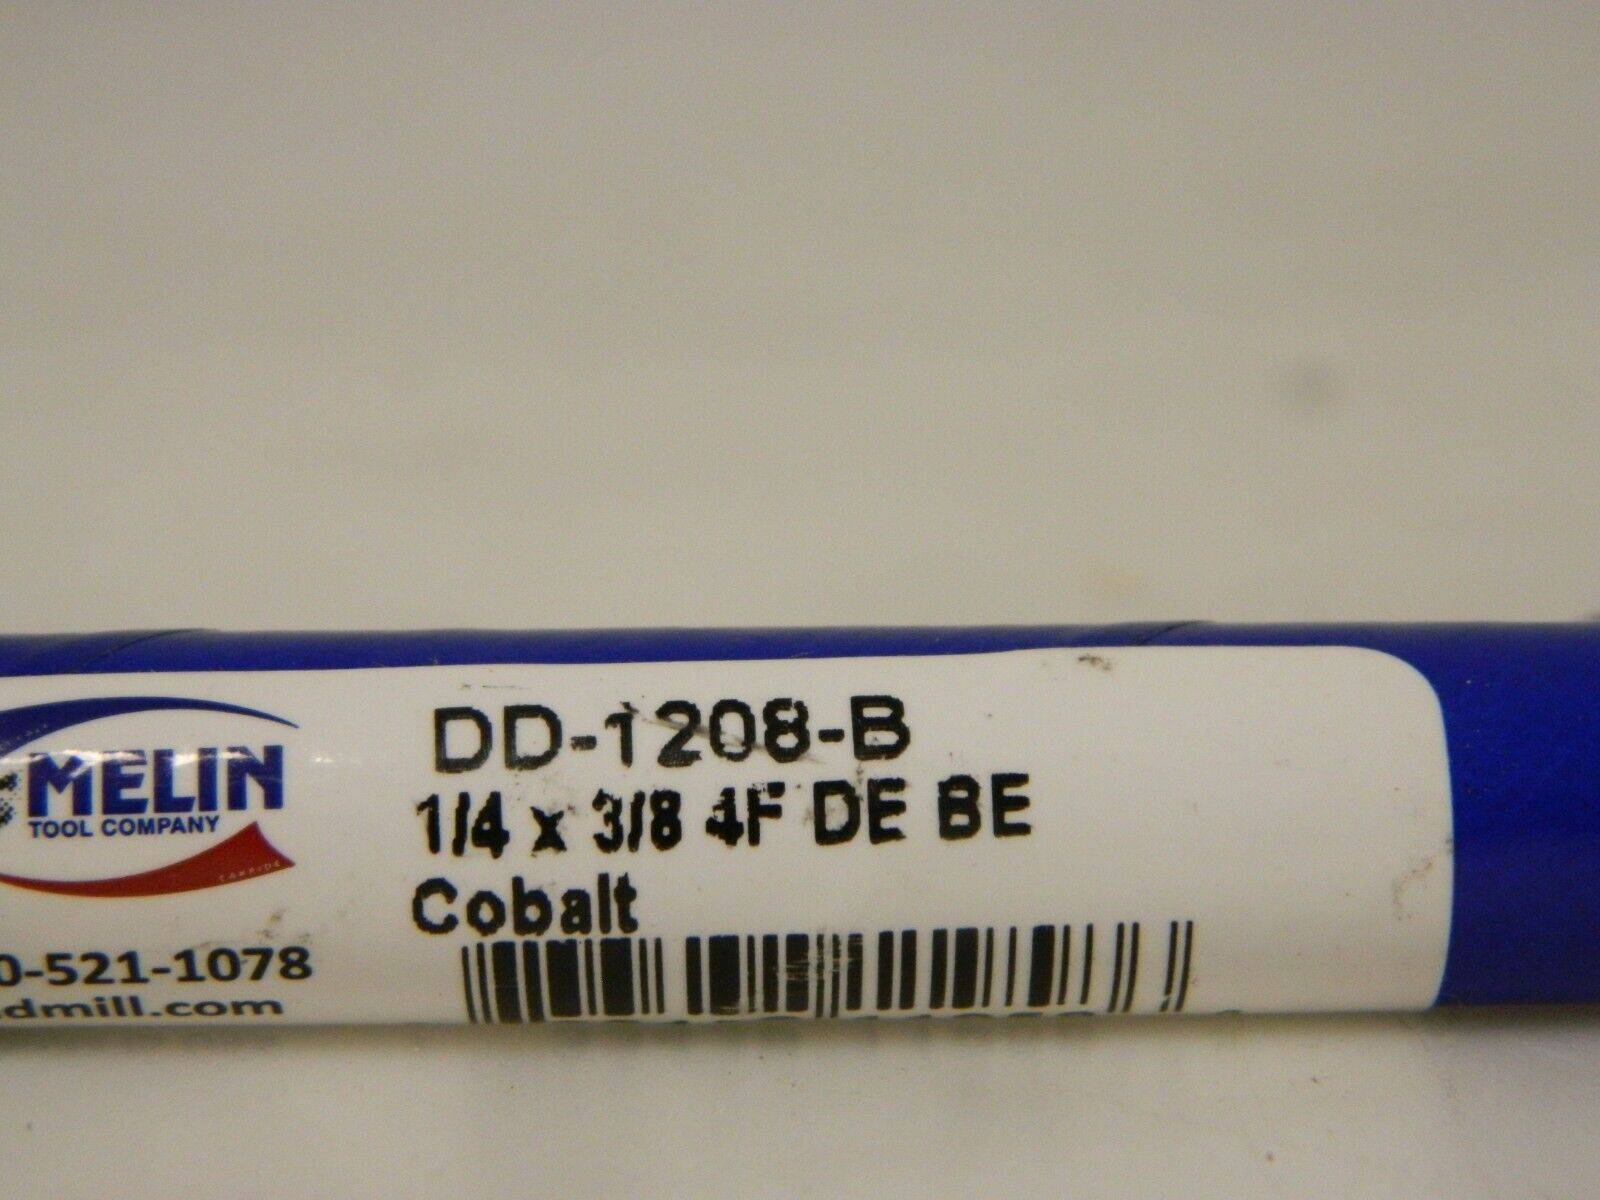 MELIN
TOOL COMPANY
0-521-1078
dmill.com
DD-1208-B
1/4 x 3/8 4F DE BE
Cobalt